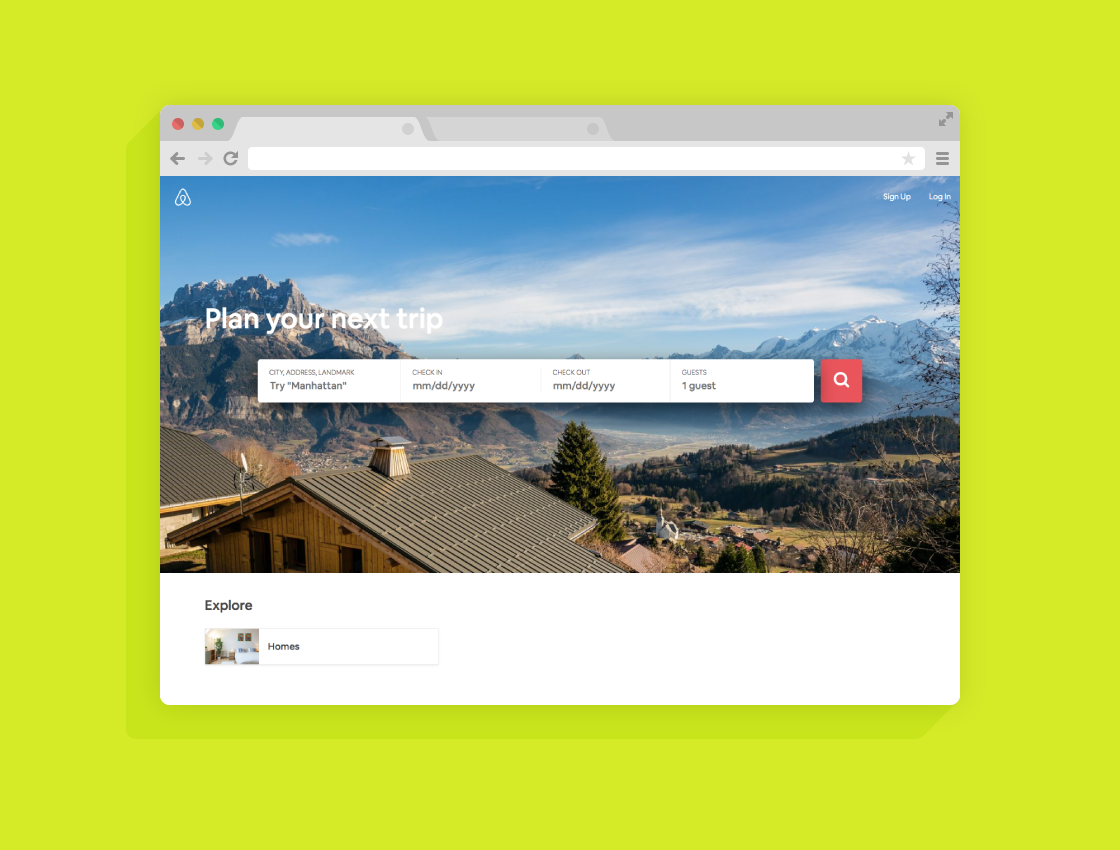 Sign Up Log In
Plan your next trip
CITY, ADDRESS, LANDMARK CHECK IN CHECK OUT GUESTS
Try "Manhattan" mm/dd/yyyy mm/dd/yyyy 1 guest
Explore
Homes